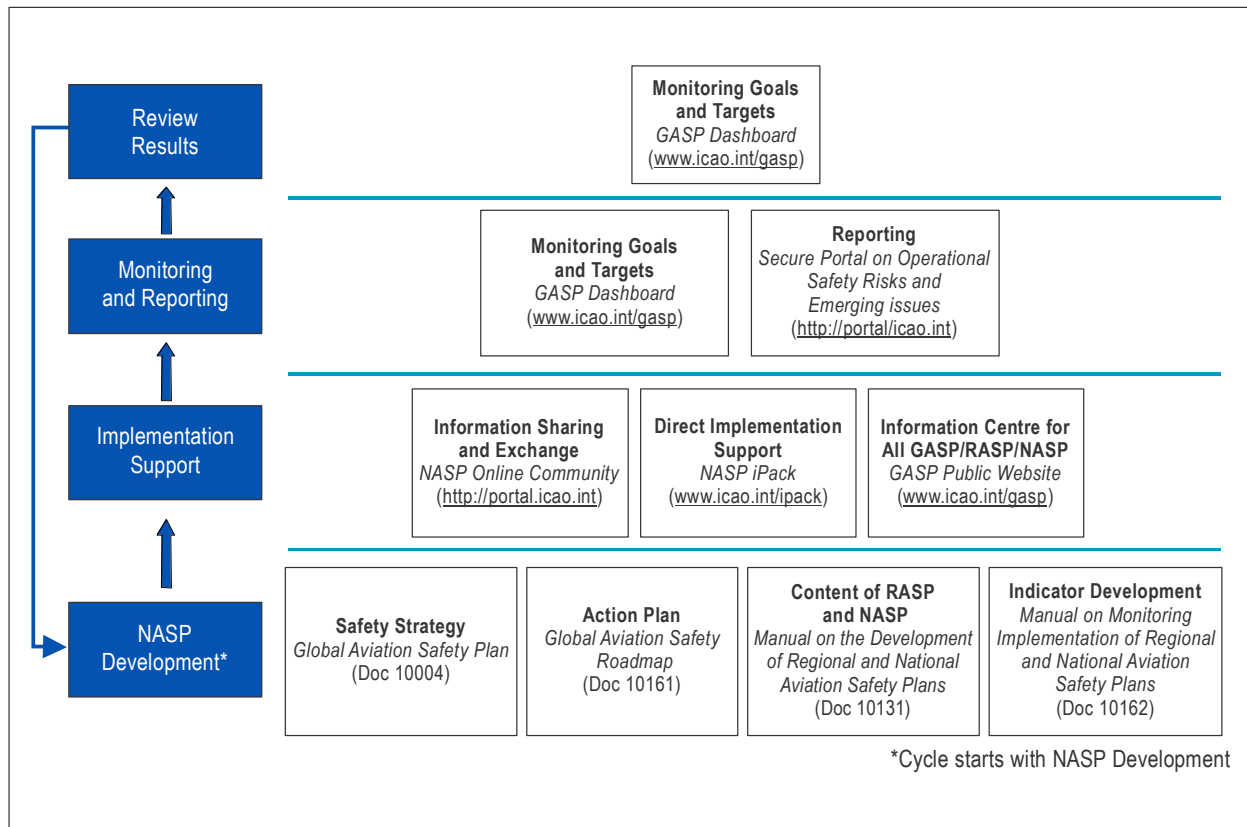 Review
Results
Monitoring Goals
and Targets
GASP Dashboard
(www.icao.int/gasp)
Monitoring
and Reporting
Monitoring Goals
and Targets
GASP Dashboard
(www.icao.int/gasp)
Reporting
Secure Portal on Operational
Safety Risks and
Emerging issues
(http://portal/icao.int)
Implementation
Support
Information Sharing
and Exchange
NASP Online Community
(http://portal.icao.int)
Direct Implementation
Support
NASP iPack
(www.icao.int/ipack)
Information Centre for
All GASP/RASP/NASP
GASP Public Website
(www.icao.int/gasp)
NASP
Development*
Safety Strategy
Global Aviation Safety Plan
(Doc 10004)
Action Plan
Global Aviation Safety
Roadmap
(Doc 10161)
Content of RASP
and NASP
Manual on the Development
of Regional and National
Aviation Safety Plans
(Doc 10131)
Indicator Development
Manual on Monitoring
Implementation of Regional
and National Aviation
Safety Plans
(Doc 10162)
*Cycle starts with NASP Development